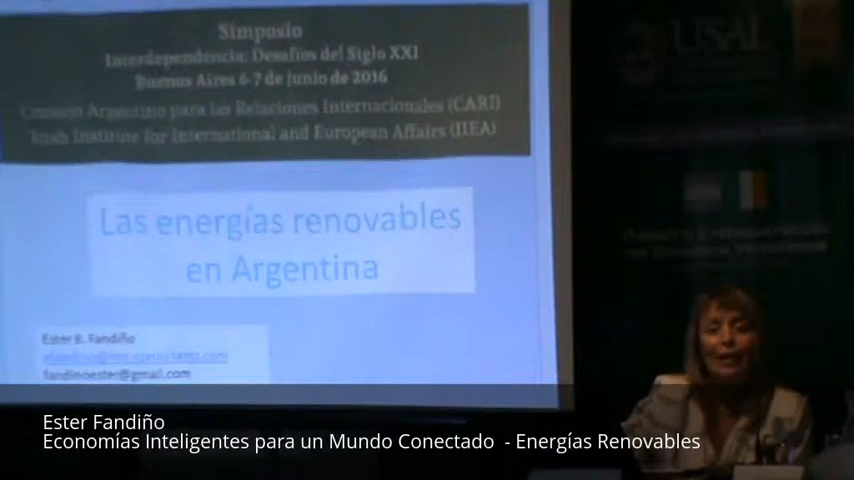 Simposio
Interdependencia: Desafíos del Siglo XXI
Buenos Aires 6-7 de Junio de 2016
- Consejo Argentino para las Relaciones Internacionales (CARI)
Irish Institute for International and European Affairs (IIEA)
USAL
Las energías renovables
en Argentina
Ester B. Fandiño
fandinoester@gmail.com
Ester Fandiño
Economías Inteligentes para un Mundo Conectado - Energías Renovables